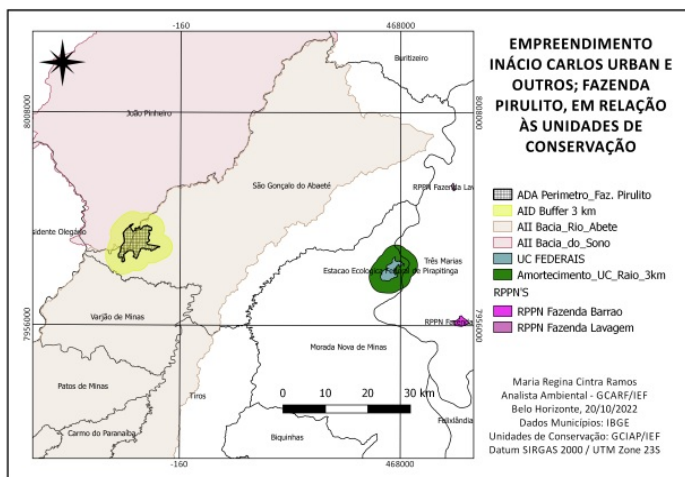 -160
468000
Buritizeiro
8008000
João Pinheiro
8008000
São Gonçalo do Abaeté
RPPN Fazenda Lav
sidente Olegário
Três Marias
Estacao Ecologica Federal de Pirapitinga
Varjão de Minas
7956000
RPPN Fazenda
7956000
Morada Nova de Minas
Patos de Minas
Tiros
0 10 20 30 km
Felixlândia
Carmo do Paranaíba
Biquinhas
-160
468000
EMPREENDIMENTO
INÁCIO CARLOS URBAN E
OUTROS; FAZENDA
PIRULITO, EM RELAÇÃO
ÀS UNIDADES DE
CONSERVAÇÃO
ADA Perimetro_Faz. Pirulito
AID Buffer 3 km
AII Bacia_Rio_Abete
AII Bacia_do_Sono
UC FEDERAIS
Amortecimento_UC_Raio_3km
RPPN'S
RPPN Fazenda Barrao
RPPN Fazenda Lavagem
Maria Regina Cintra Ramos
Analista Ambiental - GCARF/IEF
Belo Horizonte, 20/10/2022
Dados Municípios: IBGE
Unidades de Conservação: GCIAP/IEF
Datum SIRGAS 2000 / UTM Zone 23S